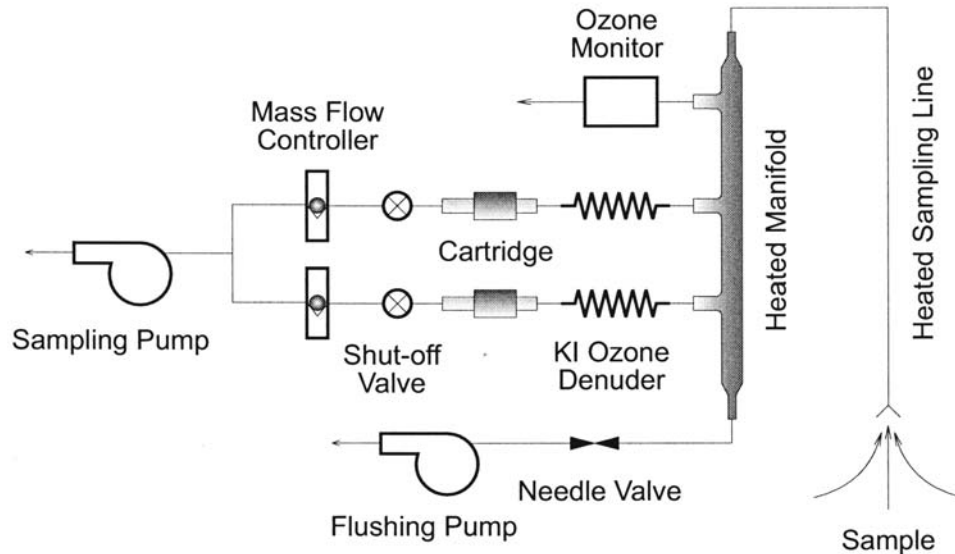 Ozone
Monitor
Mass Flow
Controller
Heated Sampling Line
Heated Manifold
Cartridge
Sampling Pump
Shut-off
Valve
KI Ozone
Denuder
Needle Valve
Flushing Pump
Sample